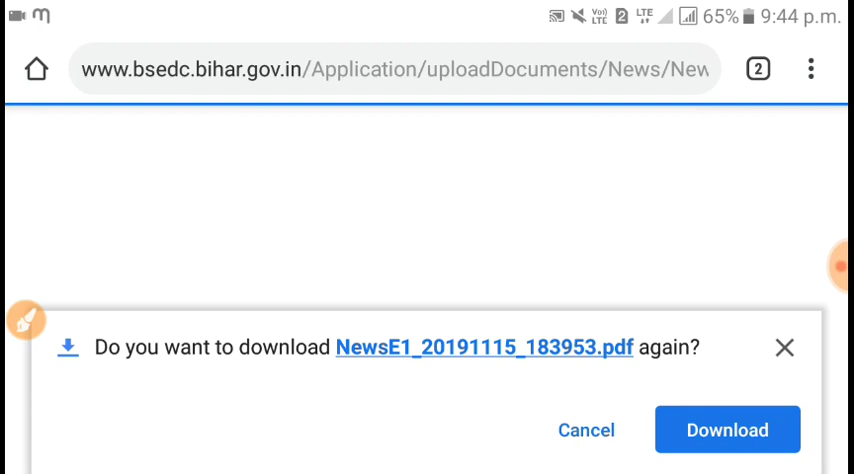 65% 9:44 p.m.
www.bsedc.bihar.gov.in/Application/uploadDocuments/News/New
2
Do you want to download NewsE1_20191115_183953.pdf again?
Cancel
Download